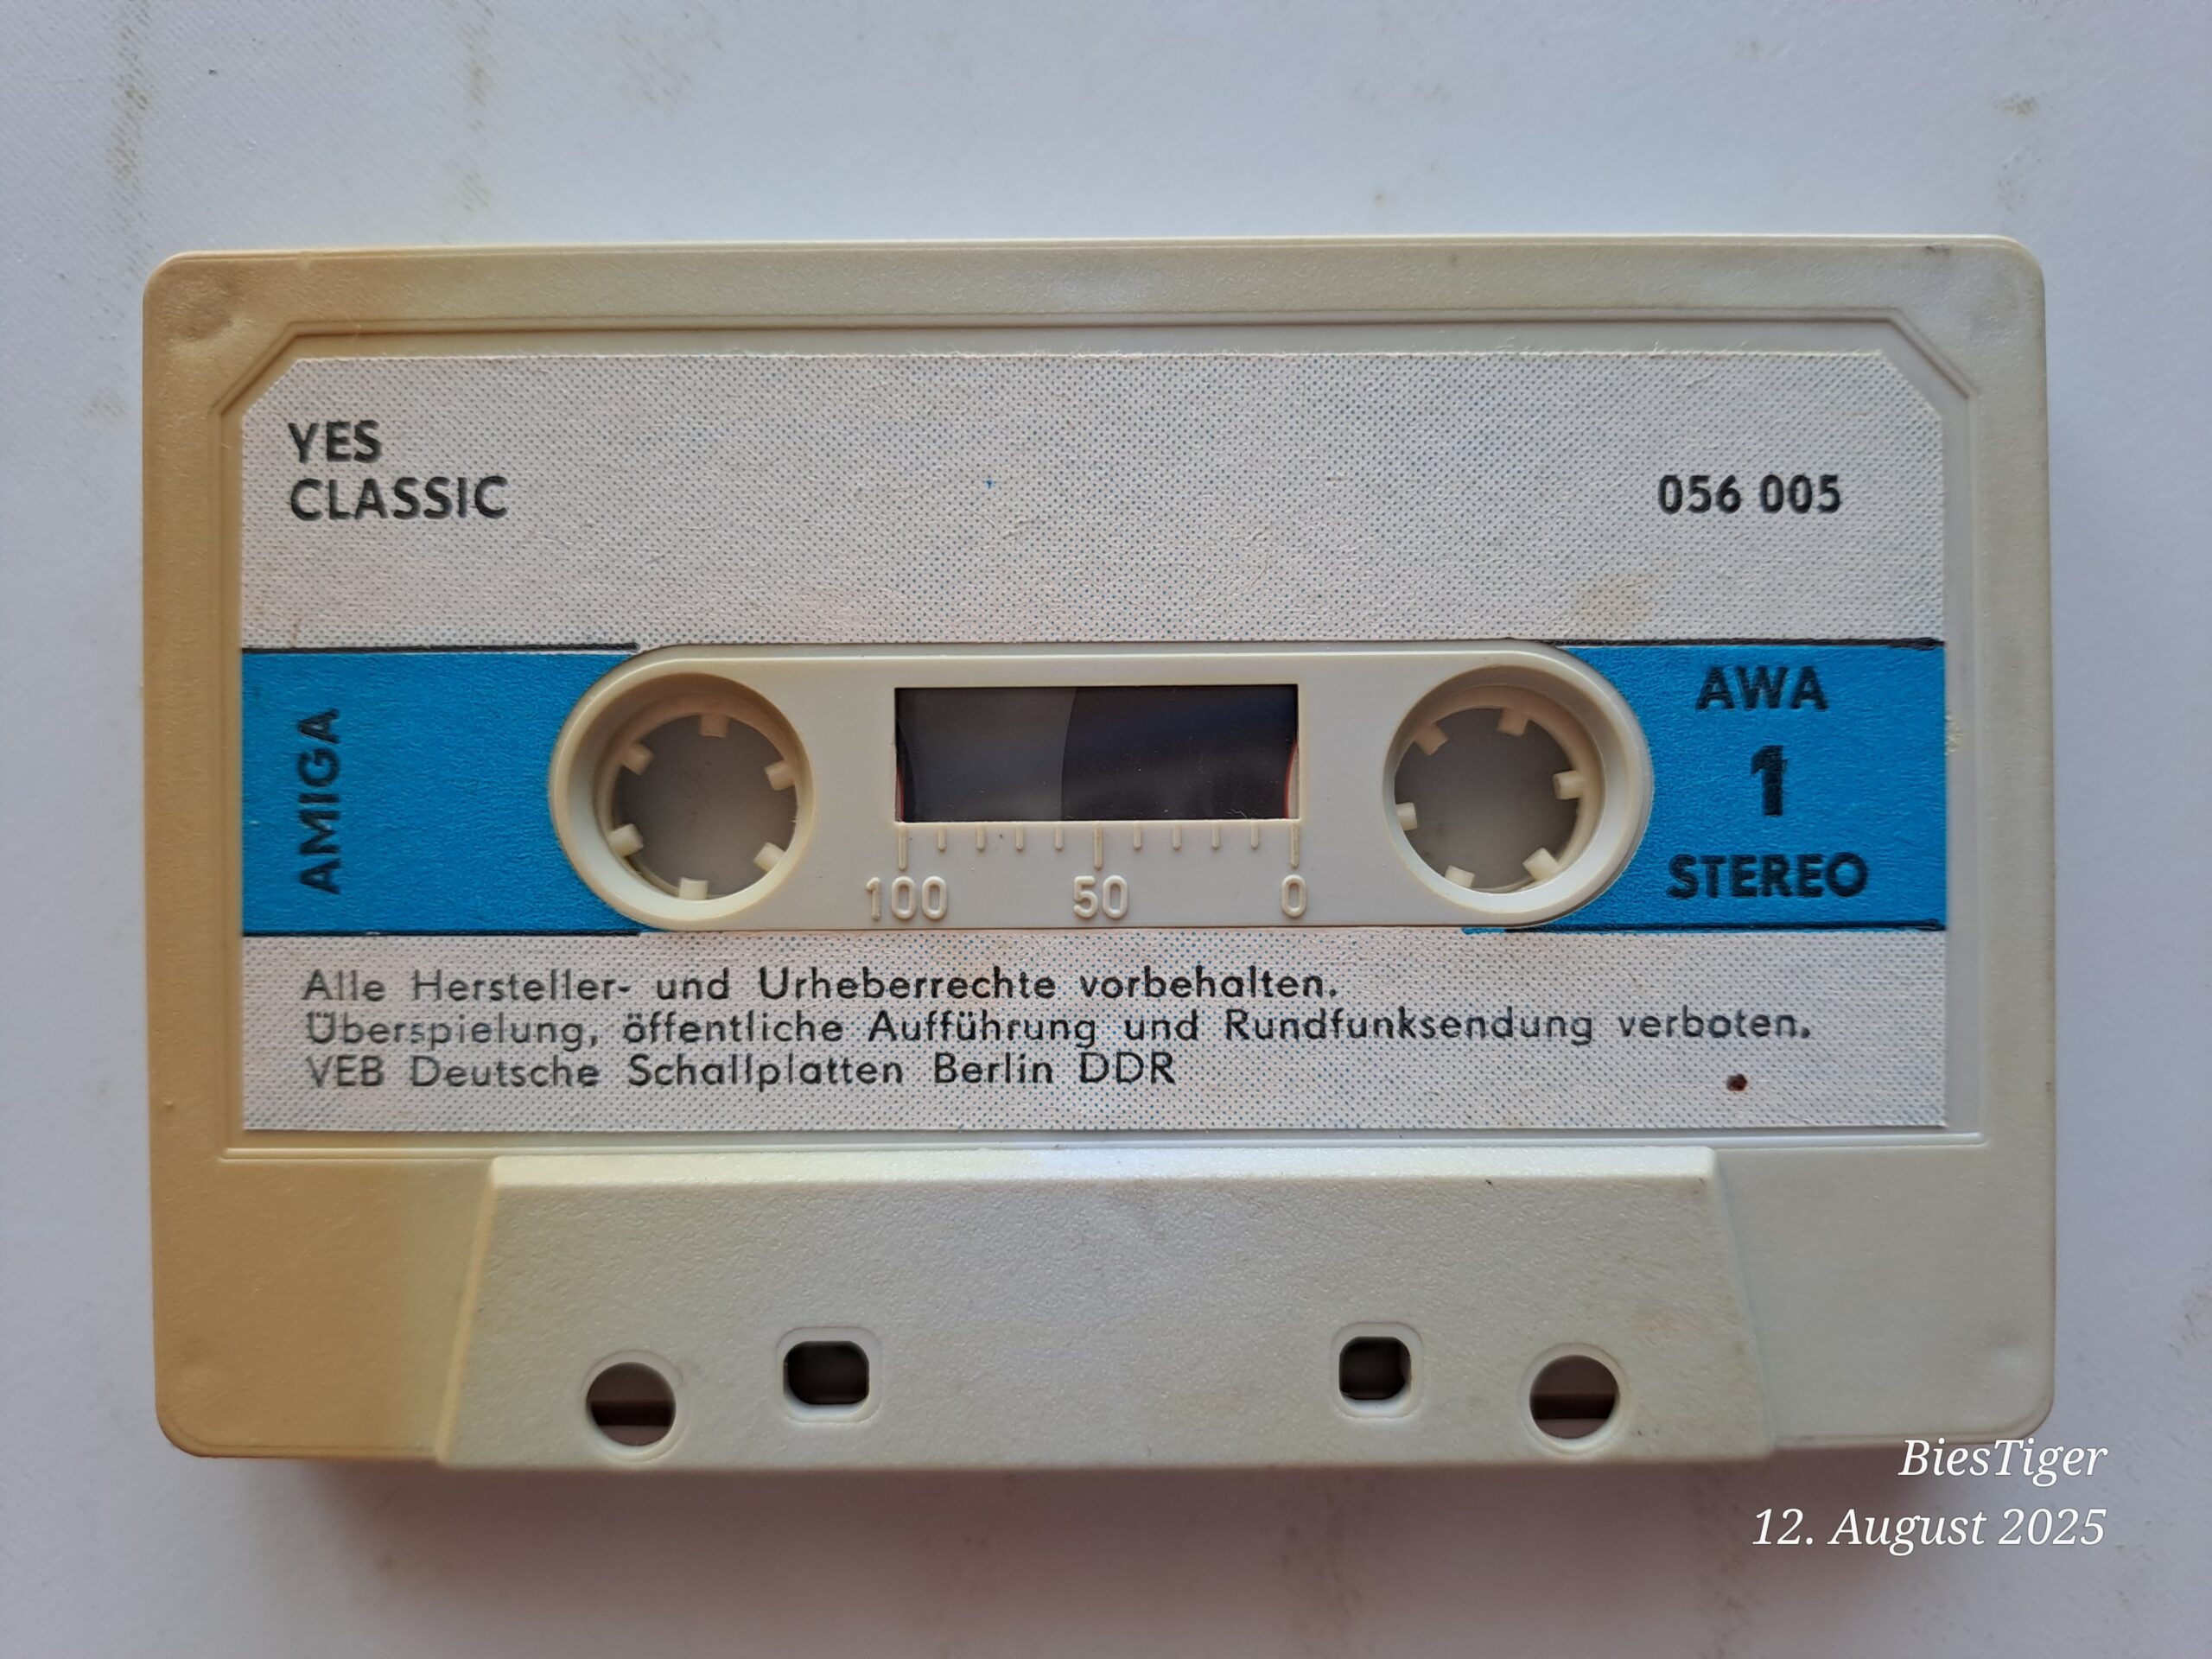 YES
CLASSIC
056 005
AMIGA
AWA
1
STEREO
100 50 0
Alle Hersteller- und Urheberrechte vorbehalten.
Überspielung, öffentliche Aufführung und Rundfunksendung verboten.
VEB Deutsche Schallplatten Berlin DDR
BiesTiger
12. August 2025